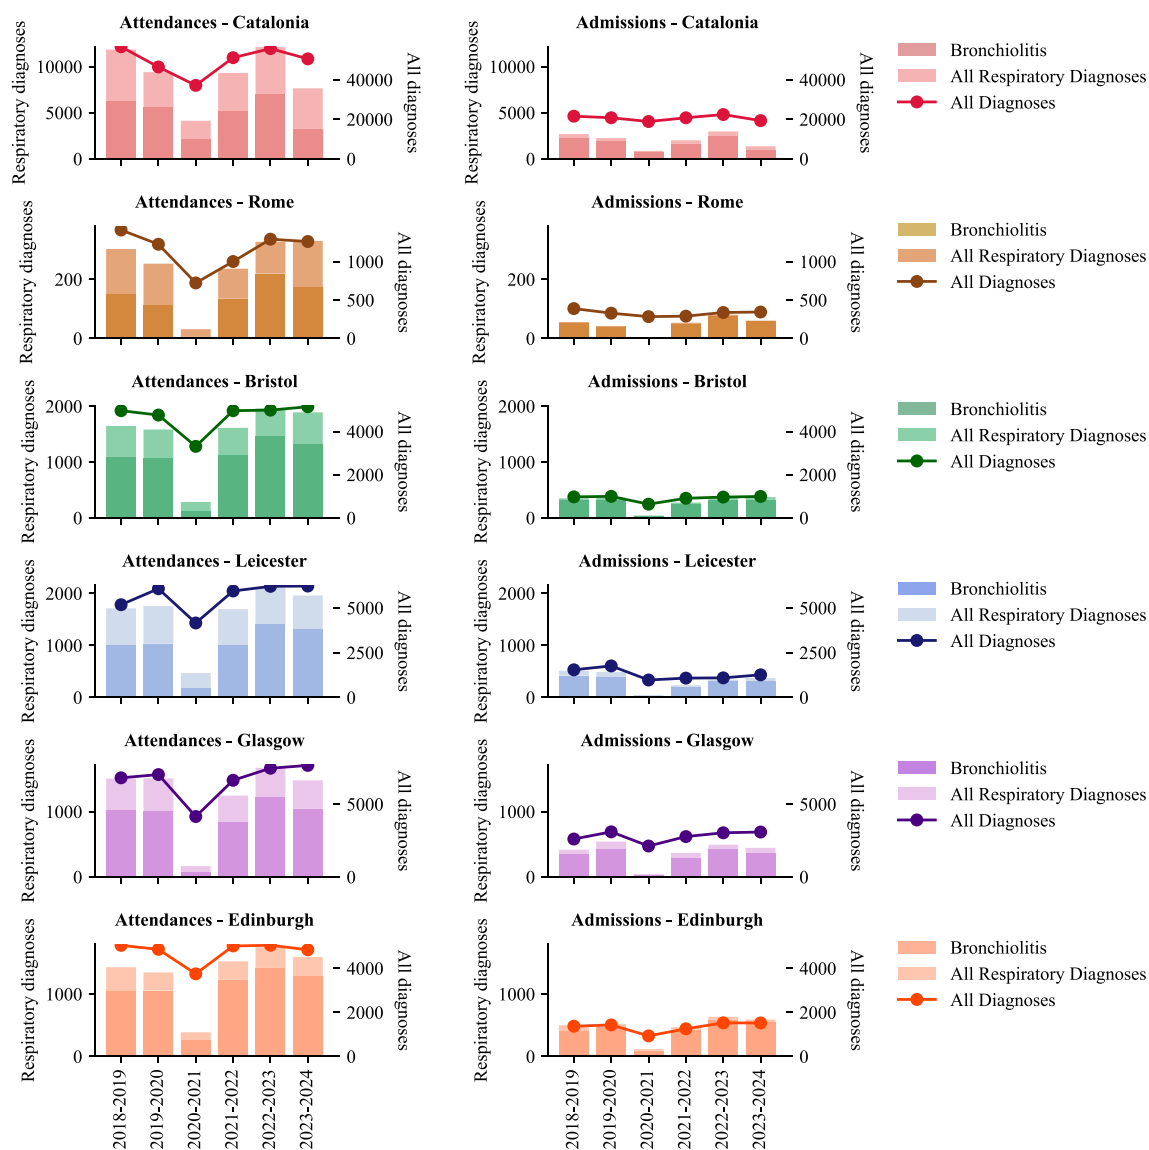 Attendances - Catalonia
Respiratory diagnoses
10000
5000
0
40000
20000
0
All diagnoses
Admissions - Catalonia
Respiratory diagnoses
10000
5000
0
40000
20000
0
All diagnoses
Bronchiolitis
All Respiratory Diagnoses
All Diagnoses
Attendances - Rome
Respiratory diagnoses
200
0
1000
500
0
All diagnoses
Admissions - Rome
Respiratory diagnoses
200
0
1000
500
0
All diagnoses
Bronchiolitis
All Respiratory Diagnoses
All Diagnoses
Attendances - Bristol
Respiratory diagnoses
2000
1000
0
4000
2000
0
All diagnoses
Admissions - Bristol
Respiratory diagnoses
2000
1000
0
4000
2000
0
All diagnoses
Bronchiolitis
All Respiratory Diagnoses
All Diagnoses
Attendances - Leicester
Respiratory diagnoses
2000
1000
0
5000
2500
0
All diagnoses
Admissions - Leicester
Respiratory diagnoses
2000
1000
0
5000
2500
0
All diagnoses
Bronchiolitis
All Respiratory Diagnoses
All Diagnoses
Attendances - Glasgow
Respiratory diagnoses
1000
0
5000
0
All diagnoses
Admissions - Glasgow
Respiratory diagnoses
1000
0
5000
0
All diagnoses
Bronchiolitis
All Respiratory Diagnoses
All Diagnoses
Attendances - Edinburgh
Respiratory diagnoses
1000
0
4000
2000
0
All diagnoses
2018-2019
2019-2020
2020-2021
2021-2022
2022-2023
2023-2024
Admissions - Edinburgh
Respiratory diagnoses
1000
0
4000
2000
0
All diagnoses
2018-2019
2019-2020
2020-2021
2021-2022
2022-2023
2023-2024
Bronchiolitis
All Respiratory Diagnoses
All Diagnoses